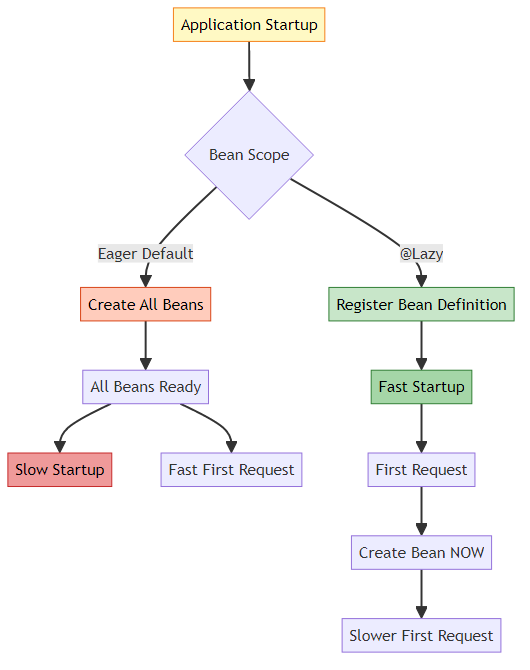 Application Startup
Bean Scope
Eager Default
@Lazy
Create All Beans
Register Bean Definition
All Beans Ready
Fast Startup
Slow Startup
Fast First Request
First Request
Create Bean NOW
Slower First Request